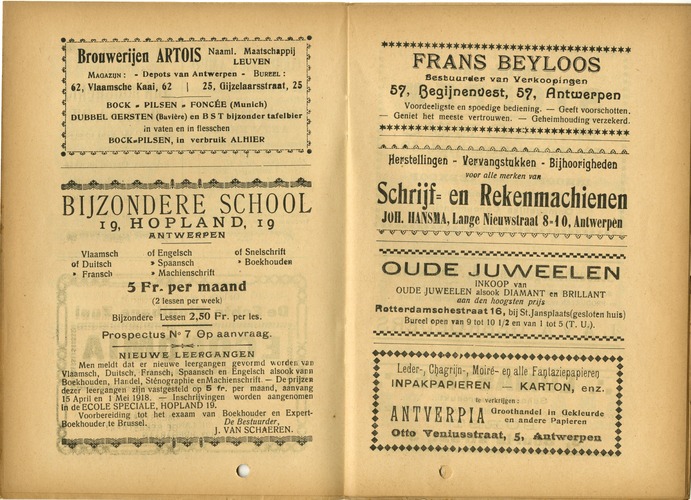 Brouwerijen ARTOIS Naaml. Maatschappij
LEUVEN
MAGAZIJN : - Depots van Antwerpen - BUREEL :
62, Vlaamsche Kaai, 62 | 25, Gijzelaarsstraat, 25
BOCK - PILSEN - FONCÉE (Munich)
DUBBEL GERSTEN (Bavière) en B S T bijzonder tafelbier
in vaten en in flesschen
BOCK-PILSEN, in verbruik ALHIER
BIJZONDERE SCHOOL
19, HOPLAND, 19
ANTWERPEN
Vlaamsch of Engelsch of Snelschrift
of Duitsch » Spaansch » Boekhouden
» Fransch » Machienschrift
5 Fr. per maand
(2 lessen per week)
Bijzondere Lessen 2,50 Fr. per les.
Prospectus No 7 Op aanvraag.
NIEUWE LEERGANGEN
Men meldt dat er nieuwe leergangen gevormd worden van
Vlaamsch, Duitsch, Fransch, Spaansch en Engelsch alsook van
Boekhouden, Handel, Sténographie en Machienschrift. — De prijzen
dezer leergangen zijn vastgesteld op 5 fr. per maand, aanvang
15 April en 1 Mei 1918. — Inschrijvingen worden aangenomen
in de ECOLE SPECIALE, HOPLAND 19.
Voorbereiding tot het exaam van Boekhouder en Expert-
Boekhouder te Brussel. De Bestuurder,
J. VAN SCHAEREN.
FRANS BEYLOOS
Bestuurder van Verkoopingen
57, Begijnenvest, 57, Antwerpen
Voordeeligste en spoedige bediening. — Geeft voorschotten.
— Geniet het meeste vertrouwen. — Geheimhouding verzekerd.
Herstellingen - Vervangstukken - Bijhoorigheden
voor alle merken van
Schrijf- en Rekenmachienen
JOH. HANSMA, Lange Nieuwstraat 8-10, Antwerpen
OUDE JUWEELEN
INKOOP van
OUDE JUWEELEN alsook DIAMANT en BRILLANT
aan den hoogsten prijs
Rotterdamschestraat 16, bij St. Jansplaats (gesloten huis)
Bureel open van 9 tot 10 1/2 en van 1 tot 5 (T. U.).
Leder-, Chagrijn-, Moiré- en alle Fantaziepapieren
INPAKPAPIEREN — KARTON, enz.
te verkrijgen :
ANTVERPIA Groothandel in Gekleurde
en andere Papieren
Otto Veniusstraat, 5, Antwerpen